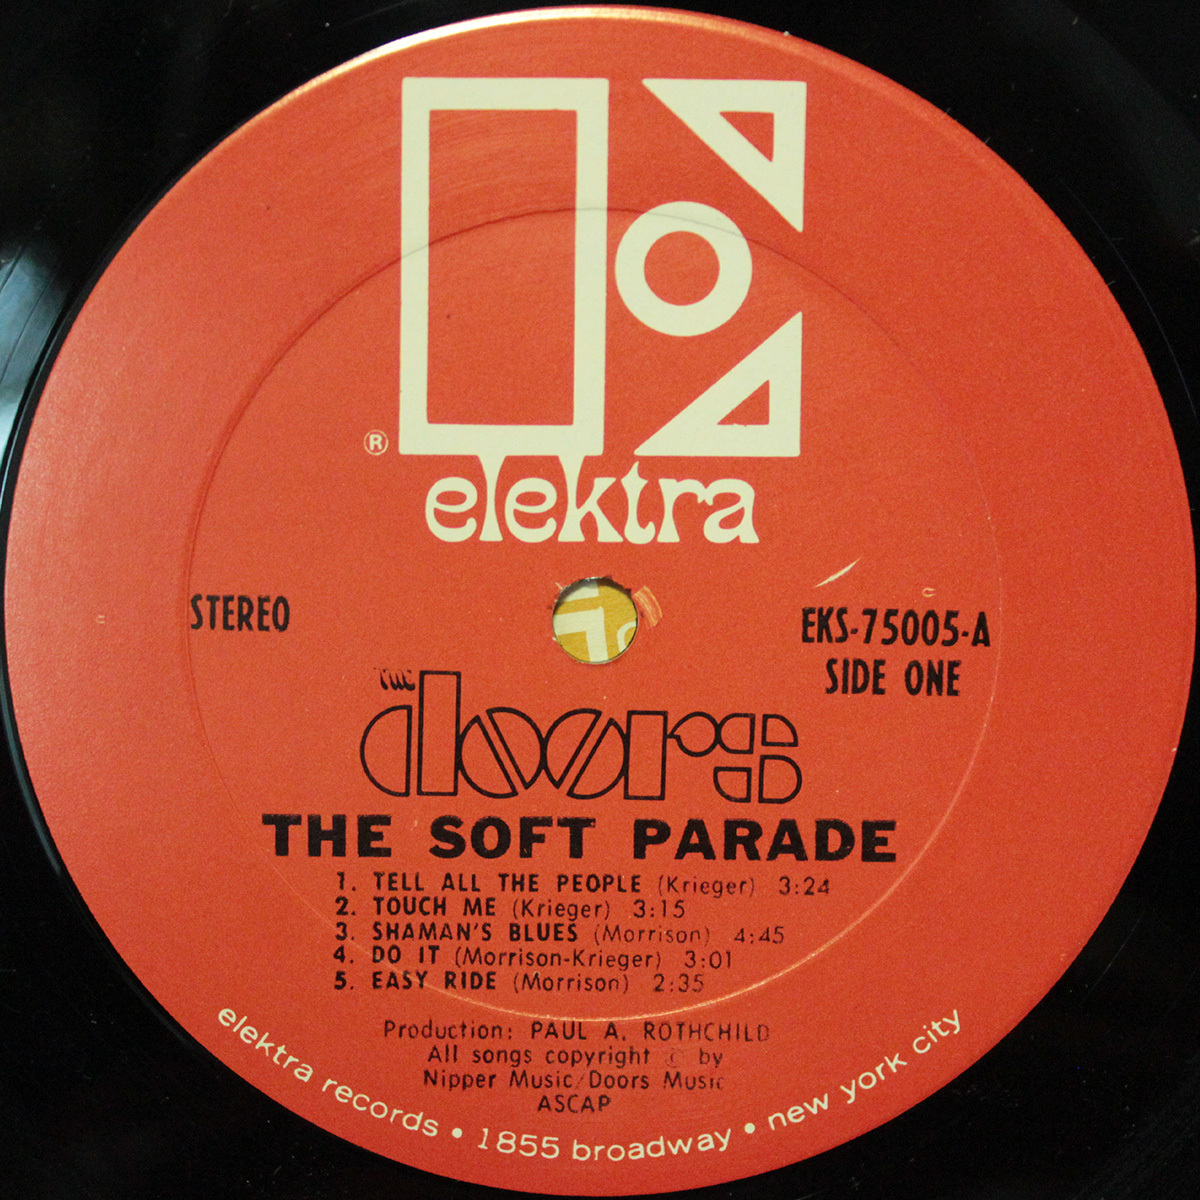 ®
elektra
STEREO
EKS-75005-A
SIDE ONE
THE
doors
THE SOFT PARADE
1. TELL ALL THE PEOPLE (Krieger) 3:24
2. TOUCH ME (Krieger) 3:15
3. SHAMAN'S BLUES (Morrison) 4:45
4. DO IT (Morrison-Krieger) 3:01
5. EASY RIDE (Morrison) 2:35
Production: PAUL A. ROTHCHILD
All songs copyright © by
Nipper Music/Doors Music
ASCAP
elektra records • 1855 broadway • new york city